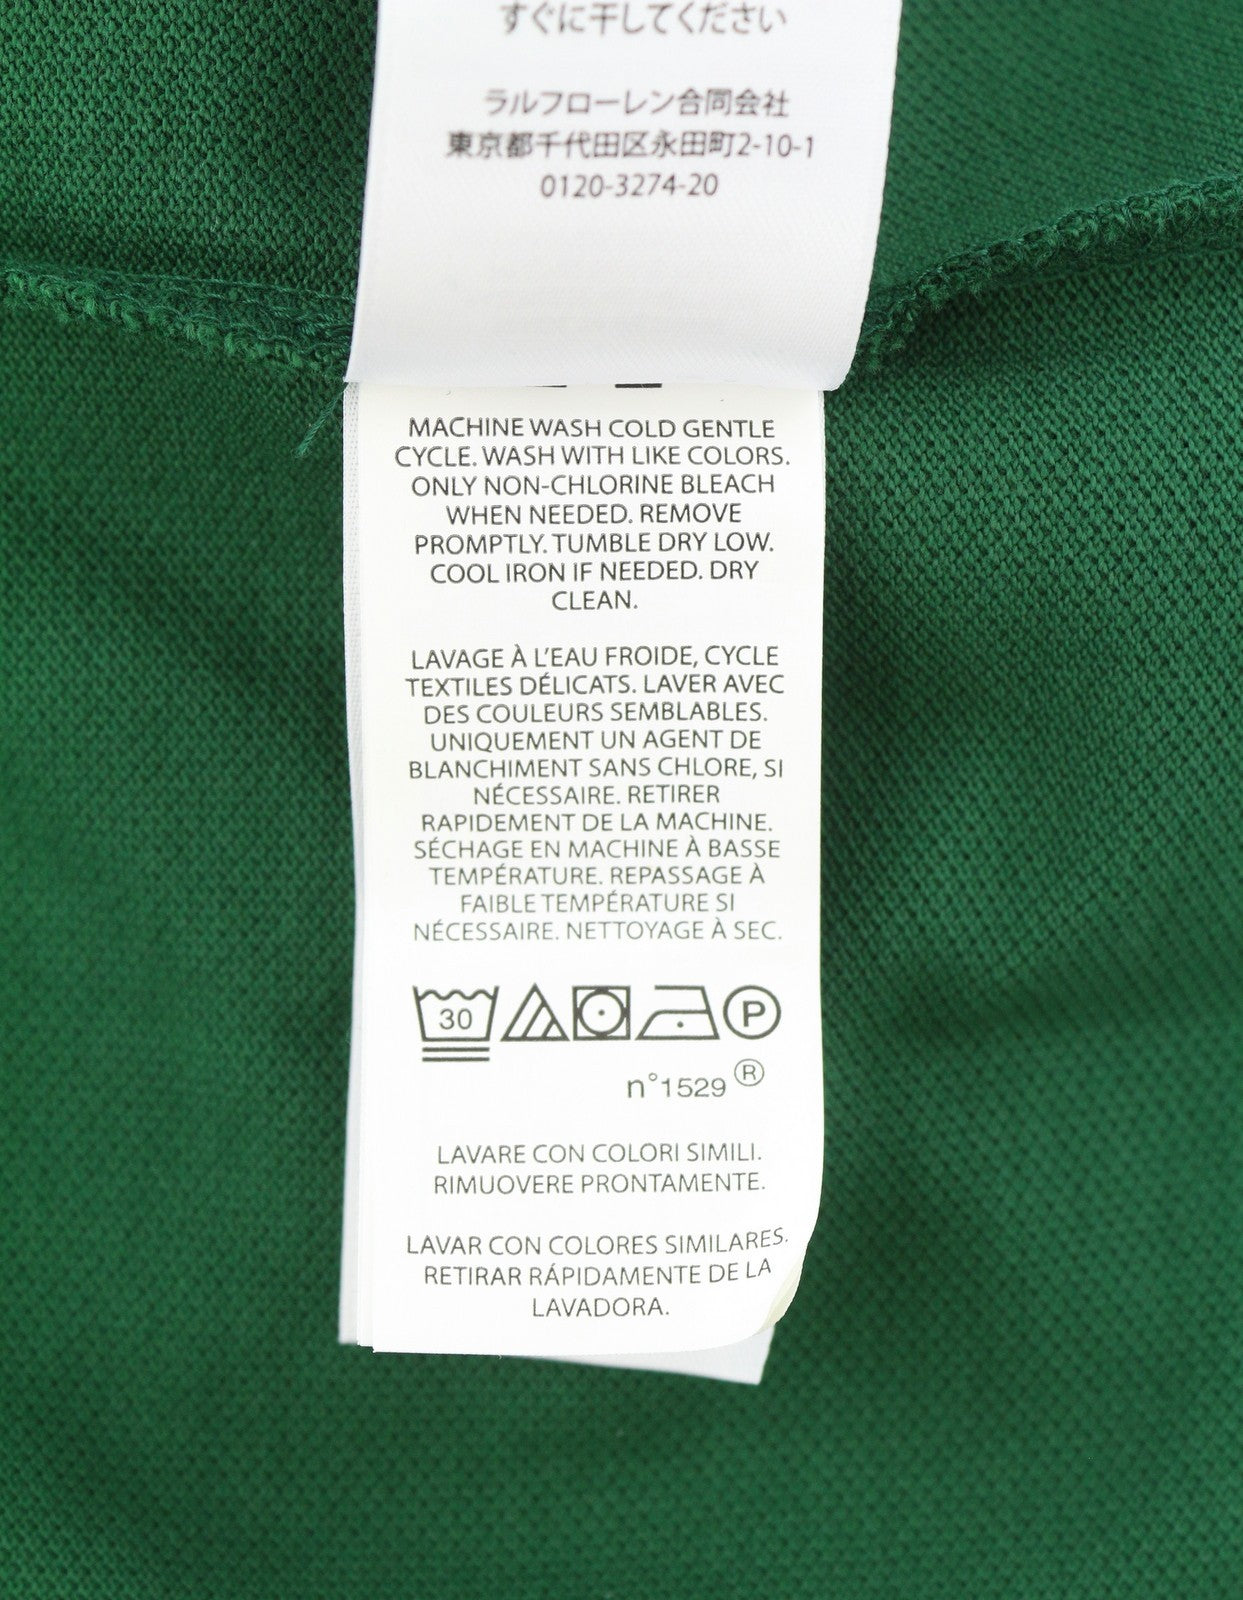 すぐに干してください
ラルフローレン合同会社
東京都千代田区永田町2-10-1
0120-3274-20
MACHINE WASH COLD GENTLE
CYCLE. WASH WITH LIKE COLORS.
ONLY NON-CHLORINE BLEACH
WHEN NEEDED. REMOVE
PROMPTLY. TUMBLE DRY LOW.
COOL IRON IF NEEDED. DRY
CLEAN.
LAVAGE À L'EAU FROIDE, CYCLE
TEXTILES DÉLICATS. LAVER AVEC
DES COULEURS SEMBLABLES.
UNIQUEMENT UN AGENT DE
BLANCHIMENT SANS CHLORE, SI
NÉCESSAIRE. RETIRER
RAPIDEMENT DE LA MACHINE.
SÉCHAGE EN MACHINE À BASSE
TEMPÉRATURE. REPASSAGE À
FAIBLE TEMPÉRATURE SI
NÉCESSAIRE. NETTOYAGE À SEC.
30 P
n°1529 ®
LAVARE CON COLORI SIMILI.
RIMUOVERE PRONTAMENTE.
LAVAR CON COLORES SIMILARES.
RETIRAR RÁPIDAMENTE DE LA
LAVADORA.